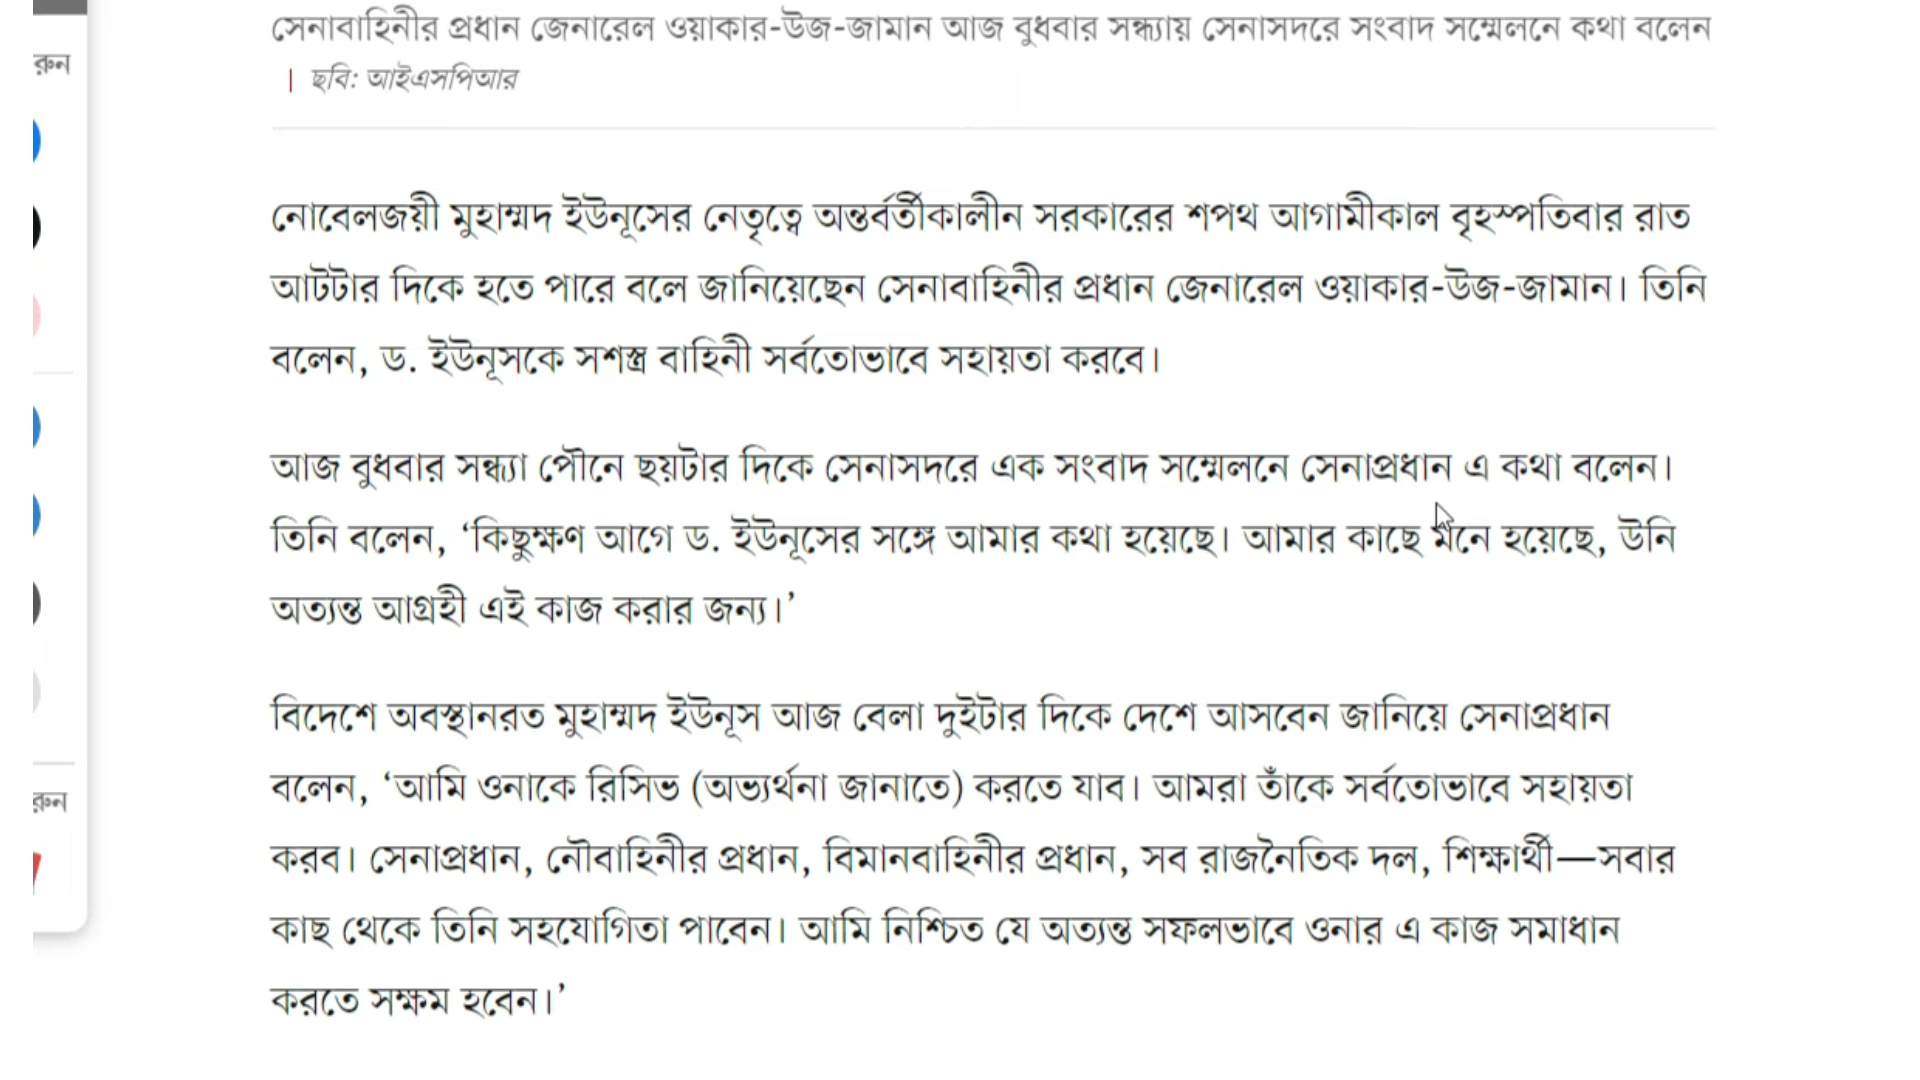 সেনাবাহিনীর প্রধান জেনারেল ওয়াকার-উজ-জামান আজ বুধবার সন্ধ্যায় সেনাসদরে সংবাদ সম্মেলনে কথা বলেন
| ছবি: আইএসপিআর
রুন
নোবেলজয়ী মুহাম্মদ ইউনূসের নেতৃত্বে অন্তর্বর্তীকালীন সরকারের শপথ আগামীকাল বৃহস্পতিবার রাত
আটটার দিকে হতে পারে বলে জানিয়েছেন সেনাবাহিনীর প্রধান জেনারেল ওয়াকার-উজ-জামান। তিনি
বলেন, ড. ইউনূসকে সশস্ত্র বাহিনী সর্বতোভাবে সহায়তা করবে।
আজ বুধবার সন্ধ্যা পৌনে ছয়টার দিকে সেনাসদরে এক সংবাদ সম্মেলনে সেনাপ্রধান এ কথা বলেন।
তিনি বলেন, ‘কিছুক্ষণ আগে ড. ইউনূসের সঙ্গে আমার কথা হয়েছে। আমার কাছে মনে হয়েছে, উনি
অত্যন্ত আগ্রহী এই কাজ করার জন্য।’
বিদেশে অবস্থানরত মুহাম্মদ ইউনূস আজ বেলা দুইটার দিকে দেশে আসবেন জানিয়ে সেনাপ্রধান
বলেন, ‘আমি ওনাকে রিসিভ (অভ্যর্থনা জানাতে) করতে যাব। আমরা তাঁকে সর্বতোভাবে সহায়তা
করব। সেনাপ্রধান, নৌবাহিনীর প্রধান, বিমানবাহিনীর প্রধান, সব রাজনৈতিক দল, শিক্ষার্থী—সবার
কাছ থেকে তিনি সহযোগিতা পাবেন। আমি নিশ্চিত যে অত্যন্ত সফলভাবে ওনার এ কাজ সমাধান
করতে সক্ষম হবেন।’
রুন